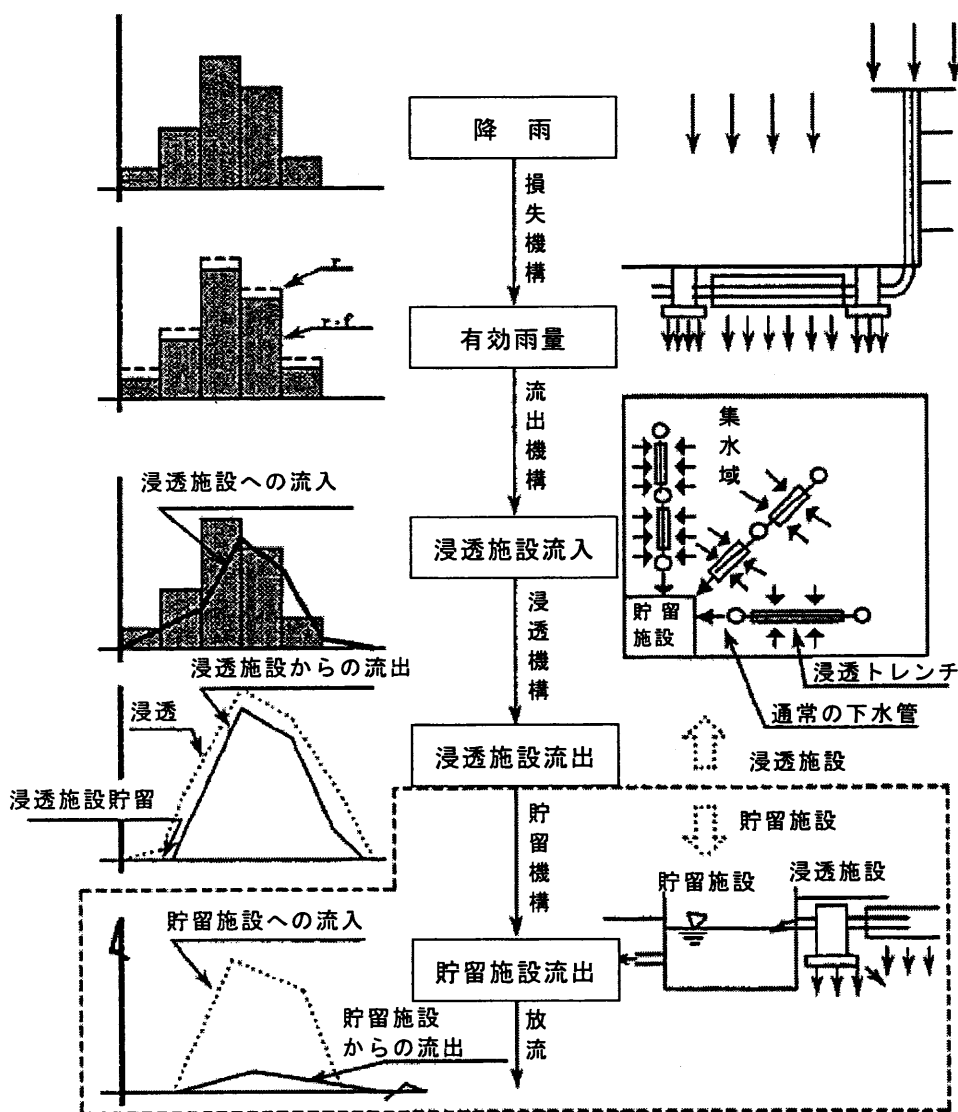 降　雨
損失機構
r
r・f
有効雨量
流出機構
集水域
浸透施設への流入
浸透施設流入
貯留
施設
浸透機構
浸透施設からの流出
浸透トレンチ
浸透
通常の下水管
浸透施設流出
浸透施設
浸透施設貯留
貯留機構
貯留施設
貯留施設
浸透施設
貯留施設への流入
貯留施設流出
貯留施設
からの流出
放流